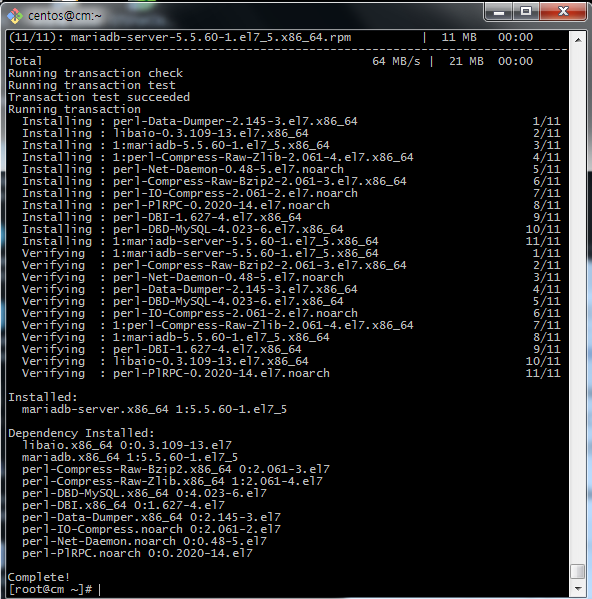 centos@cm:~
(11/11): mariadb-server-5.5.60-1.el7_5.x86_64.rpm | 11 MB 00:00
--------------------------------------------------------------------------------
Total 64 MB/s | 21 MB 00:00
Running transaction check
Running transaction test
Transaction test succeeded
Running transaction
Installing : perl-Data-Dumper-2.145-3.el7.x86_64 1/11
Installing : libaio-0.3.109-13.el7.x86_64 2/11
Installing : 1:mariadb-5.5.60-1.el7_5.x86_64 3/11
Installing : 1:perl-Compress-Raw-Zlib-2.061-4.el7.x86_64 4/11
Installing : perl-Net-Daemon-0.48-5.el7.noarch 5/11
Installing : perl-Compress-Raw-Bzip2-2.061-3.el7.x86_64 6/11
Installing : perl-IO-Compress-2.061-2.el7.noarch 7/11
Installing : perl-PlRPC-0.2020-14.el7.noarch 8/11
Installing : perl-DBI-1.627-4.el7.x86_64 9/11
Installing : perl-DBD-MySQL-4.023-6.el7.x86_64 10/11
Installing : 1:mariadb-server-5.5.60-1.el7_5.x86_64 11/11
Verifying : 1:mariadb-server-5.5.60-1.el7_5.x86_64 1/11
Verifying : perl-Compress-Raw-Bzip2-2.061-3.el7.x86_64 2/11
Verifying : perl-Net-Daemon-0.48-5.el7.noarch 3/11
Verifying : perl-Data-Dumper-2.145-3.el7.x86_64 4/11
Verifying : perl-DBD-MySQL-4.023-6.el7.x86_64 5/11
Verifying : perl-IO-Compress-2.061-2.el7.noarch 6/11
Verifying : 1:perl-Compress-Raw-Zlib-2.061-4.el7.x86_64 7/11
Verifying : 1:mariadb-5.5.60-1.el7_5.x86_64 8/11
Verifying : perl-DBI-1.627-4.el7.x86_64 9/11
Verifying : libaio-0.3.109-13.el7.x86_64 10/11
Verifying : perl-PlRPC-0.2020-14.el7.noarch 11/11
Installed:
mariadb-server.x86_64 1:5.5.60-1.el7_5
Dependency Installed:
libaio.x86_64 0:0.3.109-13.el7
mariadb.x86_64 1:5.5.60-1.el7_5
perl-Compress-Raw-Bzip2.x86_64 0:2.061-3.el7
perl-Compress-Raw-Zlib.x86_64 1:2.061-4.el7
perl-DBD-MySQL.x86_64 0:4.023-6.el7
perl-DBI.x86_64 0:1.627-4.el7
perl-Data-Dumper.x86_64 0:2.145-3.el7
perl-IO-Compress.noarch 0:2.061-2.el7
perl-Net-Daemon.noarch 0:0.48-5.el7
perl-PlRPC.noarch 0:0.2020-14.el7
Complete!
[root@cm ~]#